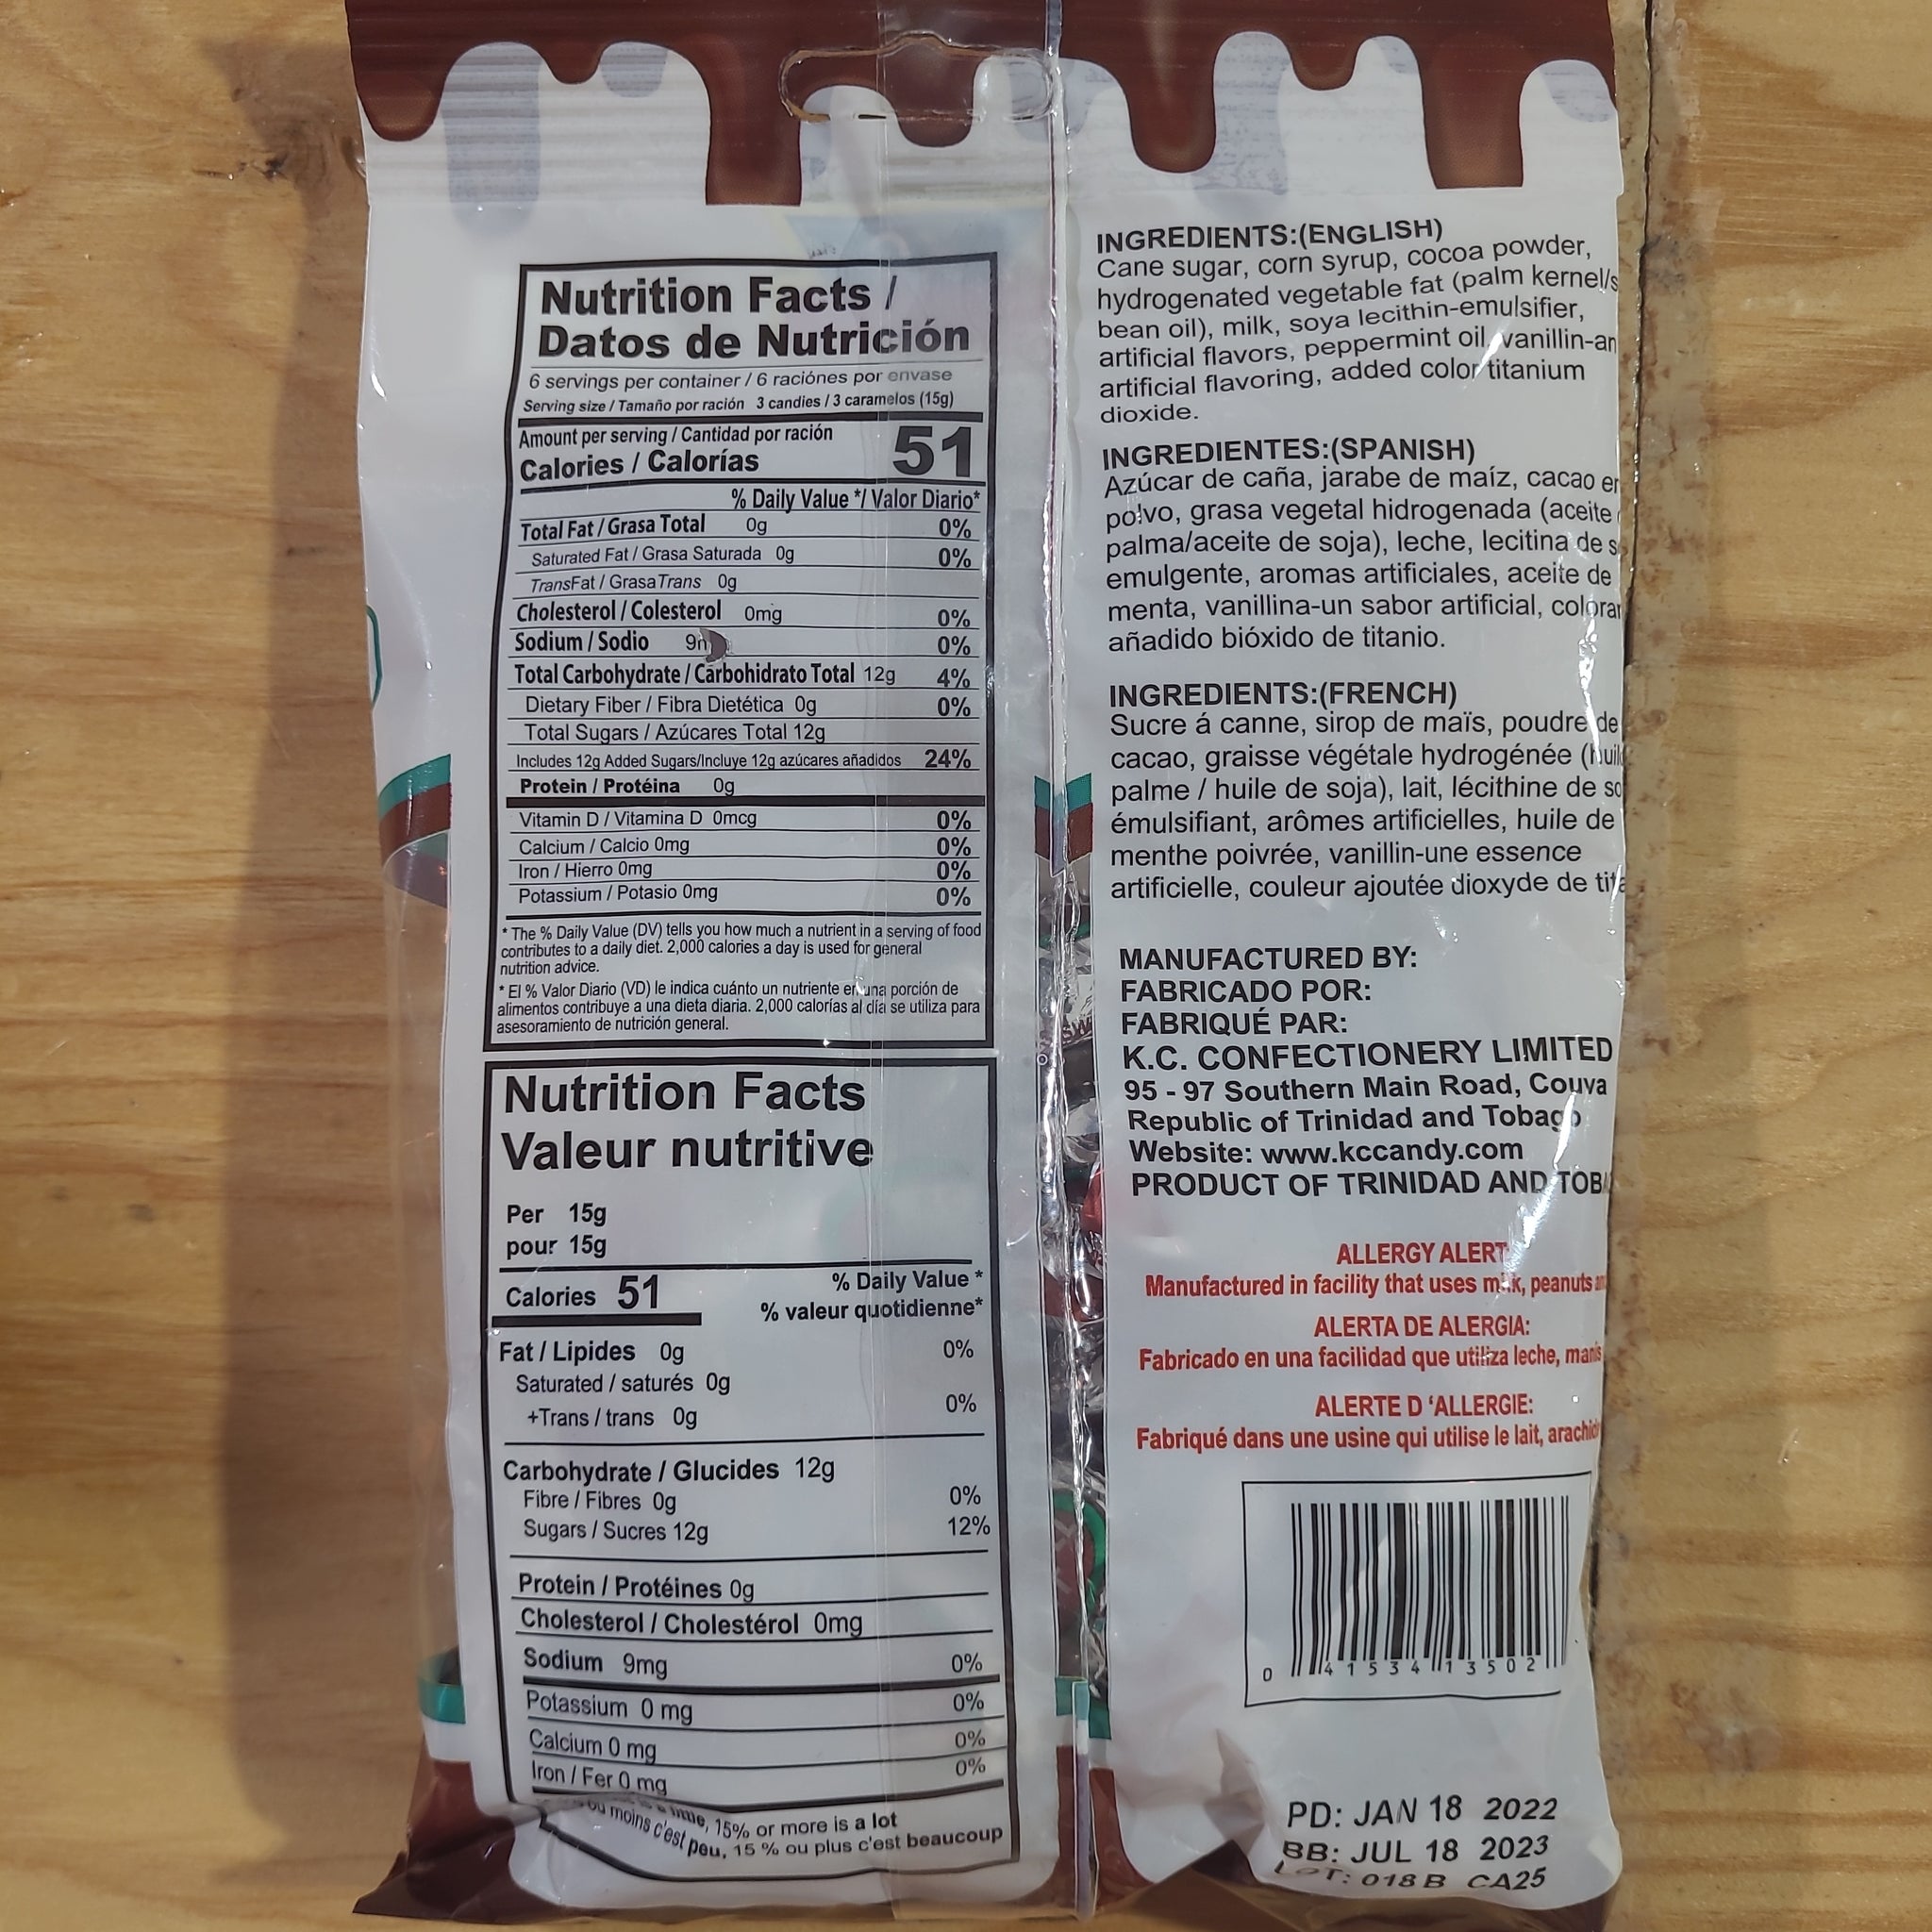 Nutrition Facts /
Datos de Nutrición
6 servings per container / 6 raciónes por envase
Serving size / Tamaño por ración 3 candies / 3 caramelos (15g)
Amount per serving / Cantidad por ración
Calories / Calorías 51
% Daily Value */ Valor Diario*
Total Fat / Grasa Total 0g 0%
Saturated Fat / Grasa Saturada 0g 0%
TransFat / GrasaTrans 0g
Cholesterol / Colesterol 0mg 0%
Sodium / Sodio 0%
Total Carbohydrate / Carbohidrato Total 12g 4%
Dietary Fiber / Fibra Dietética 0g 0%
Total Sugars / Azúcares Total 12g
Includes 12g Added Sugars/Incluye 12g azúcares añadidos 24%
Protein / Protéina 0g
Vitamin D / Vitamina D 0mcg 0%
Calcium / Calcio 0mg 0%
Iron / Hierro 0mg 0%
Potassium / Potasio 0mg 0%
* The % Daily Value (DV) tells you how much a nutrient in a serving of food
contributes to a daily diet. 2,000 calories a day is used for general
nutrition advice.
* El % Valor Diario (VD) le indica cuánto un nutriente en una porción de
alimentos contribuye a una dieta diaria. 2,000 calorías al día se utiliza para
asesoramiento de nutrición general.
Nutrition Facts
Valeur nutritive
Per 15g
pour 15g
Calories 51
% Daily Value *
% valeur quotidienne*
Fat / Lipides 0g 0%
Saturated / saturés 0g
+Trans / trans 0g 0%
Carbohydrate / Glucides 12g
Fibre / Fibres 0g 0%
Sugars / Sucres 12g 12%
Protein / Protéines 0g
Cholesterol / Cholestérol 0mg
Sodium 9mg 0%
Potassium 0 mg 0%
Calcium 0 mg 0%
Iron / Fer 0 mg 0%
15% or more is a lot
ou moins c'est peu, 15 % ou plus c'est beaucoup
INGREDIENTS:(ENGLISH)
Cane sugar, corn syrup, cocoa powder,
hydrogenated vegetable fat (palm kernel/s
bean oil), milk, soya lecithin-emulsifier,
artificial flavors, peppermint oil, vanillin-an
artificial flavoring, added color titanium
dioxide.
INGREDIENTES:(SPANISH)
Azúcar de caña, jarabe de maíz, cacao en
polvo, grasa vegetal hidrogenada (aceite
palma/aceite de soja), leche, lecitina de s
emulgente, aromas artificiales, aceite de
menta, vanillina-un sabor artificial, coloran
añadido bióxido de titanio.
INGREDIENTS:(FRENCH)
Sucre á canne, sirop de maïs, poudre de
cacao, graisse végétale hydrogénée (huile
palme / huile de soja), lait, lécithine de so
émulsifiant, arômes artificielles, huile de
menthe poivrée, vanillin-une essence
artificielle, couleur ajoutée dioxyde de tita
MANUFACTURED BY:
FABRICADO POR:
FABRIQUÉ PAR:
K.C. CONFECTIONERY LIMITED
95 - 97 Southern Main Road, Couva
Republic of Trinidad and Tobago
Website: www.kccandy.com
PRODUCT OF TRINIDAD AND TOBA
ALLERGY ALERT:
Manufactured in facility that uses milk, peanuts an
ALERTA DE ALERGIA:
Fabricado en una facilidad que utiliza leche, manis
ALERTE D 'ALLERGIE:
Fabriqué dans une usine qui utilise le lait, arachid
0 41534 13502
PD: JAN 18 2022
BB: JUL 18 2023
LOT: 018 B CA25